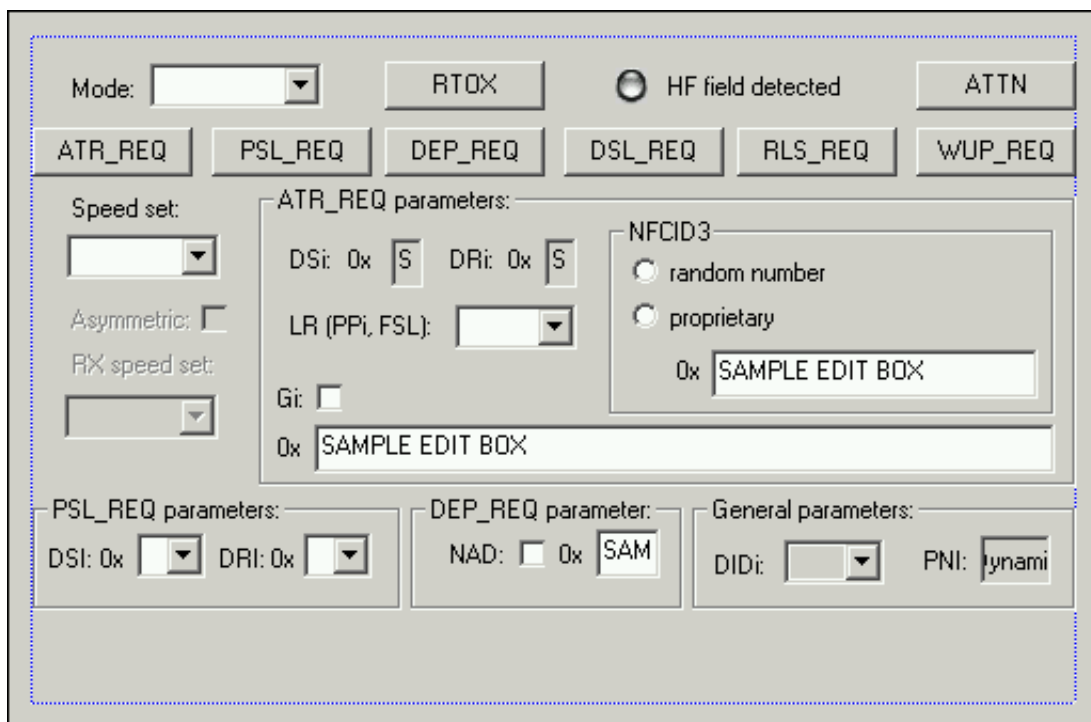 Mode: RTOX HF field detected ATTN
ATR_REQ PSL_REQ DEP_REQ DSL_REQ RLS_REQ WUP_REQ
Speed set:
Asymmetric:
RX speed set:
ATR_REQ parameters:
DSi: 0x S DRi: 0x S
LR (PPi, FSL):
NFCID3
random number
proprietary
0x SAMPLE EDIT BOX
Gi:
0x SAMPLE EDIT BOX
PSL_REQ parameters:
DSI: 0x DRI: 0x
DEP_REQ parameter:
NAD: 0x SAM
General parameters:
DIDi: PNI: ynami